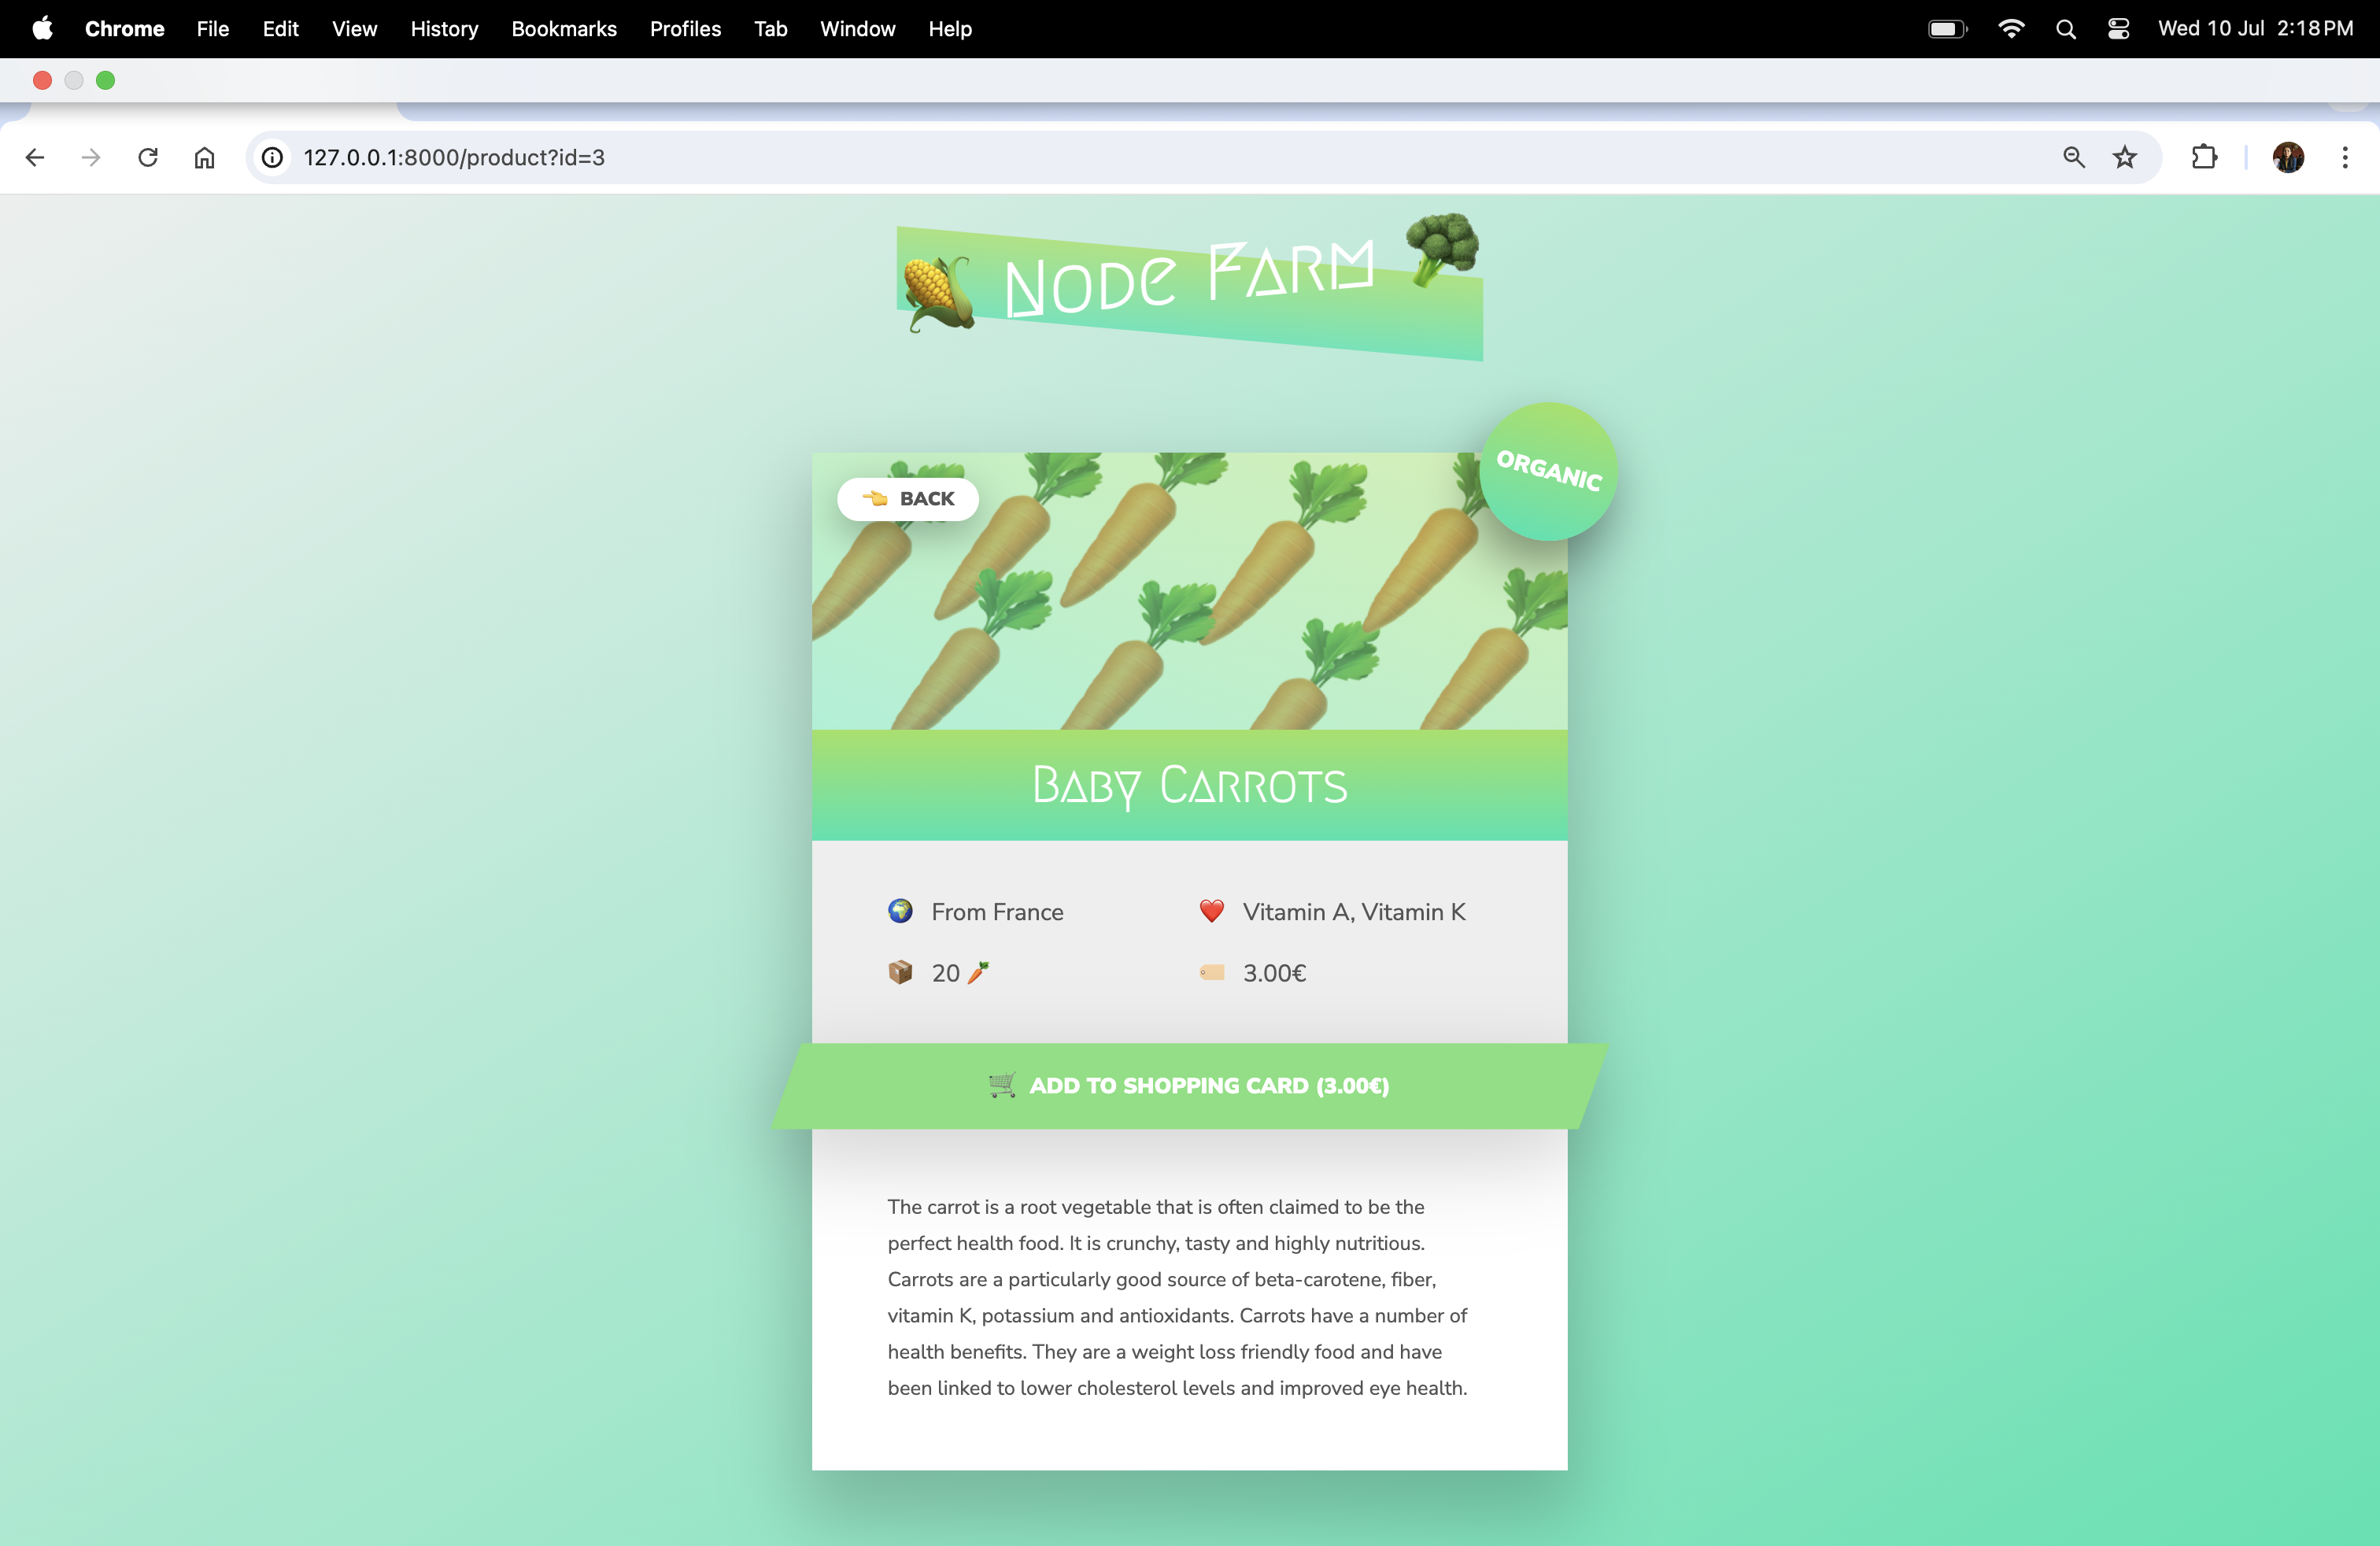 Chrome File Edit View History Bookmarks Profiles Tab Window Help Wed 10 Jul 2:18 PM
127.0.0.1:8000/product?id=3
Node Farm
ORGANIC
BACK
Baby Carrots
From France
Vitamin A, Vitamin K
20
3.00€
ADD TO SHOPPING CARD (3.00€)
The carrot is a root vegetable that is often claimed to be the
perfect health food. It is crunchy, tasty and highly nutritious.
Carrots are a particularly good source of beta-carotene, fiber,
vitamin K, potassium and antioxidants. Carrots have a number of
health benefits. They are a weight loss friendly food and have
been linked to lower cholesterol levels and improved eye health.